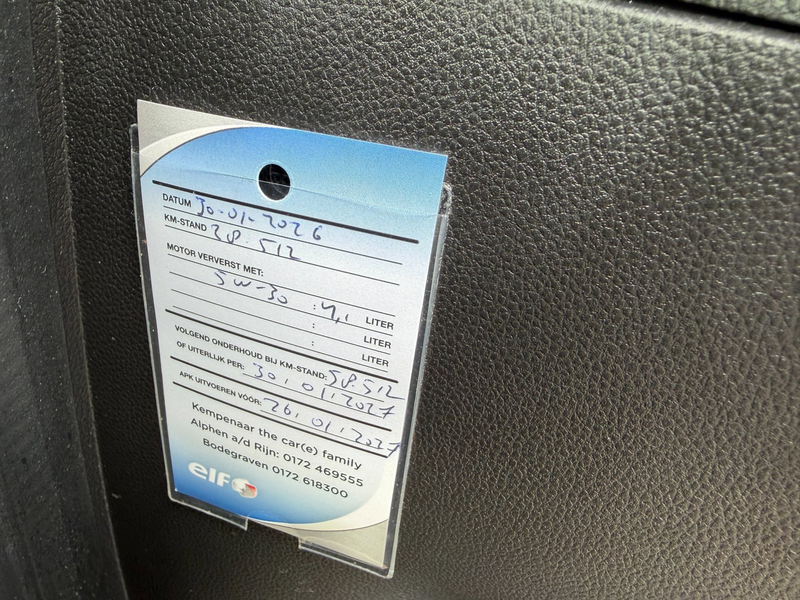 DATUM 30-01-2026
KM-STAND 28.512
MOTOR VERVERST MET:
5W-30 : 4,1 LITER
: LITER
: LITER
VOLGEND ONDERHOUD BIJ KM-STAND: 58.512
OF UITERLIJK PER: 30, 01, 2027
APK UITVOEREN VÓÓR: 26, 01, 2027
Kempenaar the car(e) family
Alphen a/d Rijn: 0172 469555
Bodegraven 0172 618300
elf